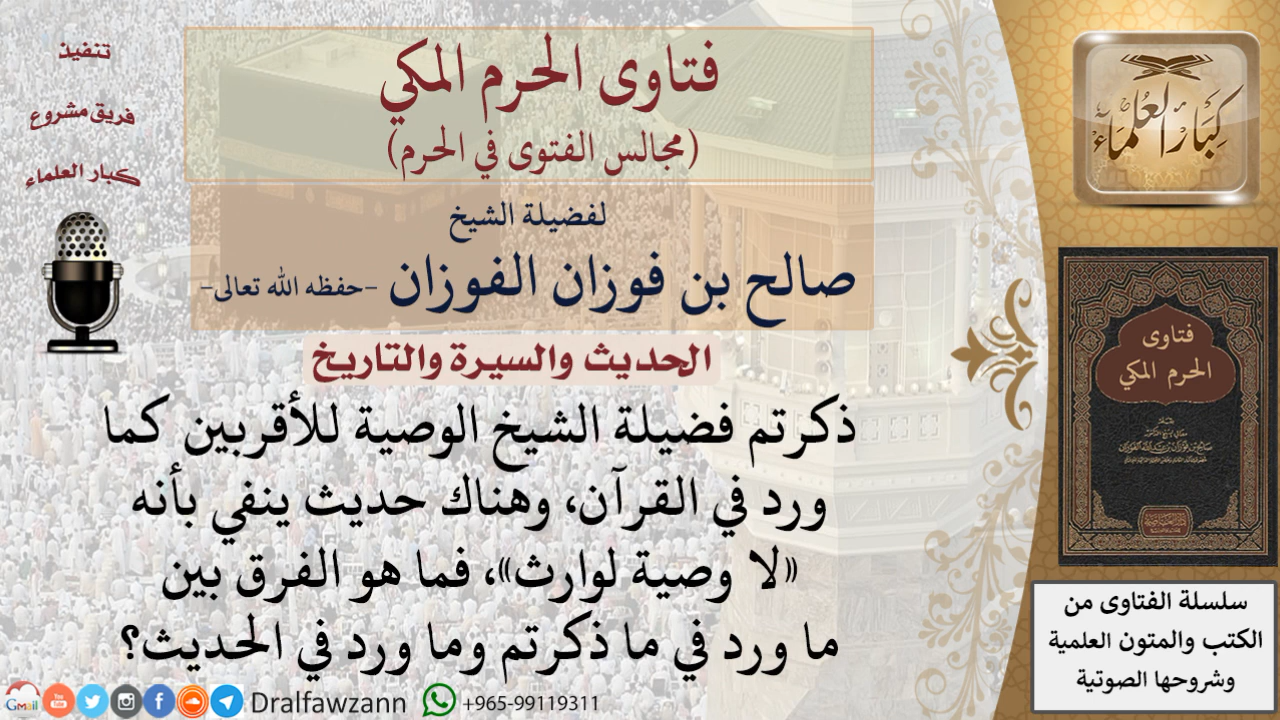 فتاوى الحرم المكي
(مجالس الفتوى في الحرم)
لفضيلة الشيخ
صالح بن فوزان الفوزان -حفظه الله تعالى-
الحديث والسيرة والتاريخ
ذكرتم فضيلة الشيخ الوصية للأقربين كما
ورد في القرآن، وهناك حديث ينفي بأنه
«لا وصية لوارث»، فما هو الفرق بين
ما ورد في ما ذكرتم وما ورد في الحديث؟
تنفيذ
فريق مشروع
كبار العلماء
كبار العلماء
فتاوى
الحرم المكي
سلسلة الفتاوى من
الكتب والمتون العلمية
وشروحها الصوتية
Gmail
You Tube
Dralfawzann
+965-99119311